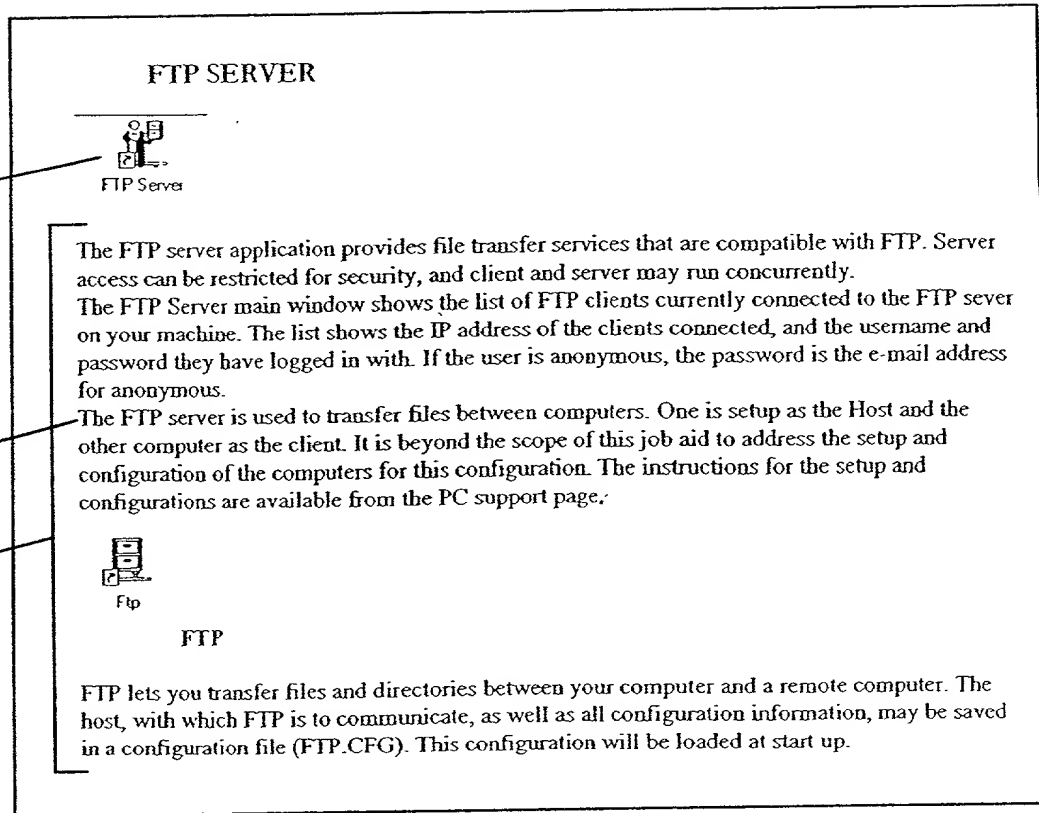 FTP SERVER
FTP Server
The FTP server application provides file transfer services that are compatible with FTP. Server
access can be restricted for security, and client and server may run concurrently.
The FTP Server main window shows the list of FTP clients currently connected to the FTP sever
on your machine. The list shows the IP address of the clients connected, and the username and
password they have logged in with. If the user is anonymous, the password is the e-mail address
for anonymous.
The FTP server is used to transfer files between computers. One is setup as the Host and the
other computer as the client. It is beyond the scope of this job aid to address the setup and
configuration of the computers for this configuration. The instructions for the setup and
configurations are available from the PC support page.
Ftp
FTP
FTP lets you transfer files and directories between your computer and a remote computer. The
host, with which FTP is to communicate, as well as all configuration information, may be saved
in a configuration file (FTP.CFG). This configuration will be loaded at start up.